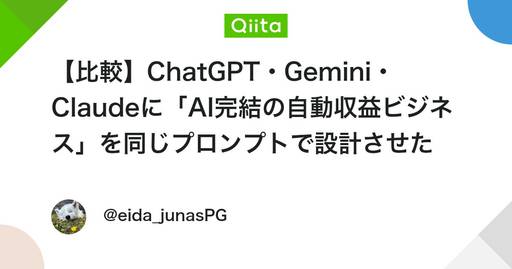 Qiita
【比較】ChatGPT・Gemini・
Claudeに「AI完結の自動収益ビジネ
ス」を同じプロンプトで設計させた
@eida_junasPG